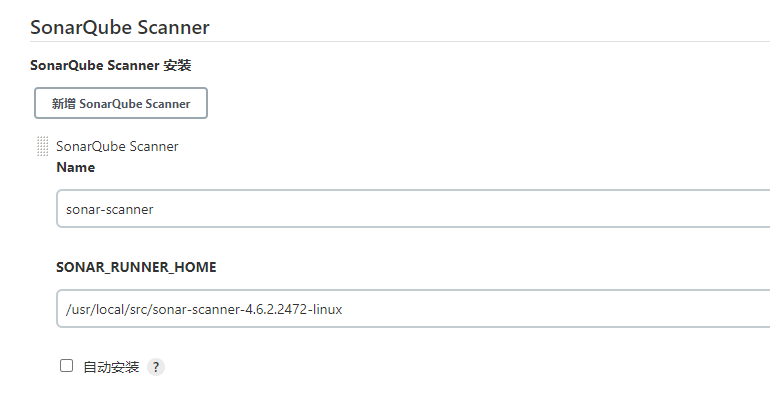 SonarQube Scanner
SonarQube Scanner 安装
新增 SonarQube Scanner
SonarQube Scanner
Name
sonar-scanner
SONAR_RUNNER_HOME
/usr/local/src/sonar-scanner-4.6.2.2472-linux
自动安装 ?